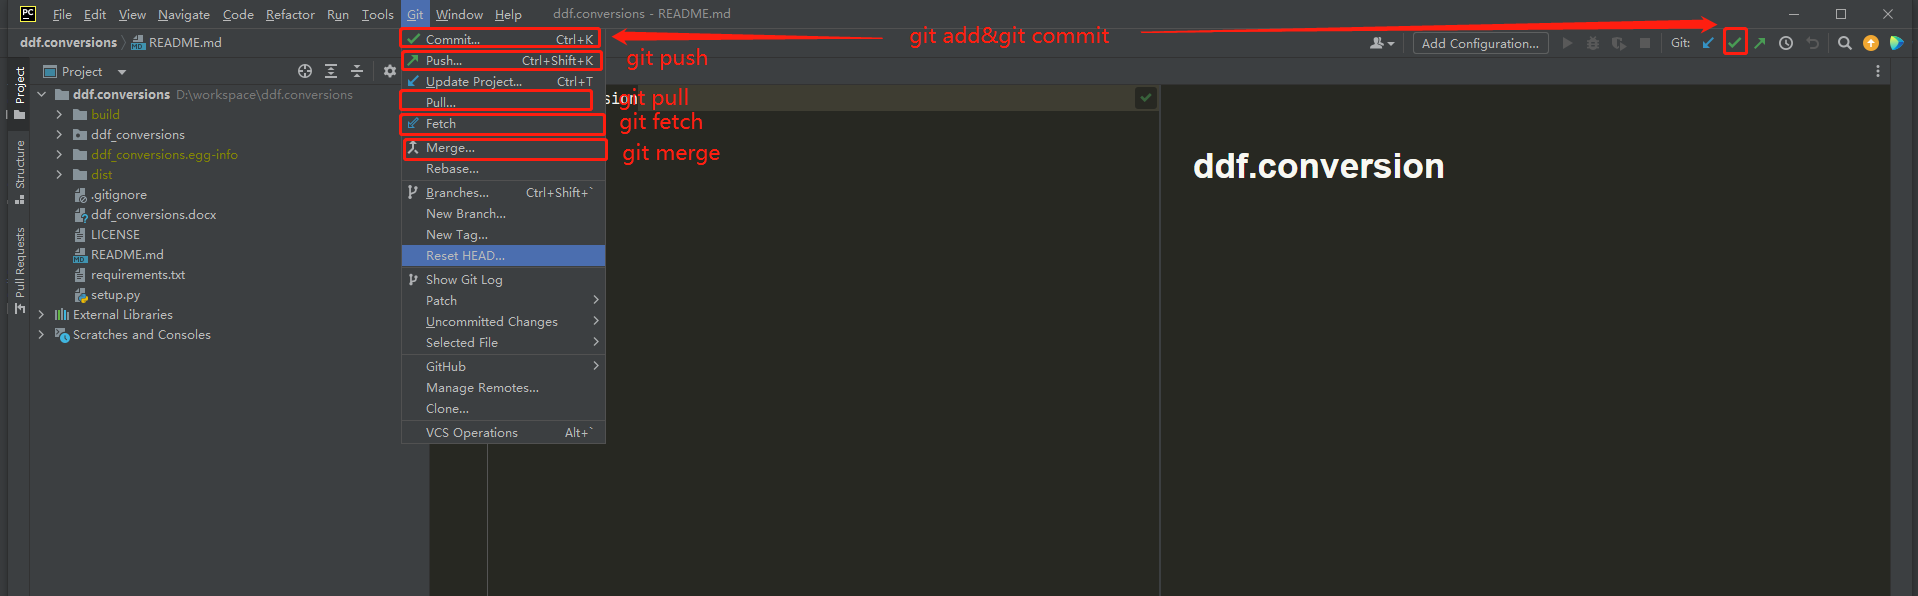 PC File Edit View Navigate Code Refactor Run Tools Git Window Help ddf.conversions - README.md
ddf.conversions README.md
Add Configuration... Git:
git add&git commit
Project
Project
Structure
Pull Requests
ddf.conversions D:\workspace\ddf.conversions
build
ddf_conversions
ddf_conversions.egg-info
dist
.gitignore
ddf_conversions.docx
LICENSE
README.md
requirements.txt
setup.py
External Libraries
Scratches and Consoles
Commit... Ctrl+K
Push... Ctrl+Shift+K
git push
Update Project... Ctrl+T
Pull...
git pull
Fetch
git fetch
Merge...
git merge
Rebase...
Branches... Ctrl+Shift+`
New Branch...
New Tag...
Reset HEAD...
Show Git Log
Patch
Uncommitted Changes
Selected File
GitHub
Manage Remotes...
Clone...
VCS Operations Alt+`
ddf.conversion